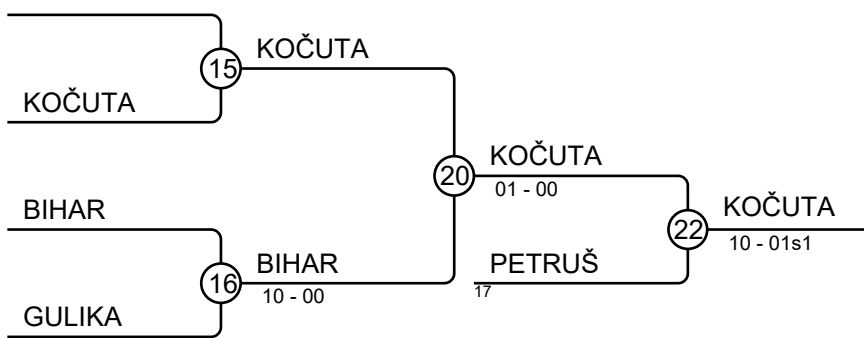 KOČUTA
15
KOČUTA
KOČUTA
20
01 - 00
KOČUTA
BIHAR
22
10 - 01s1
BIHAR
PETRUŠ
16
10 - 00
17
GULIKA